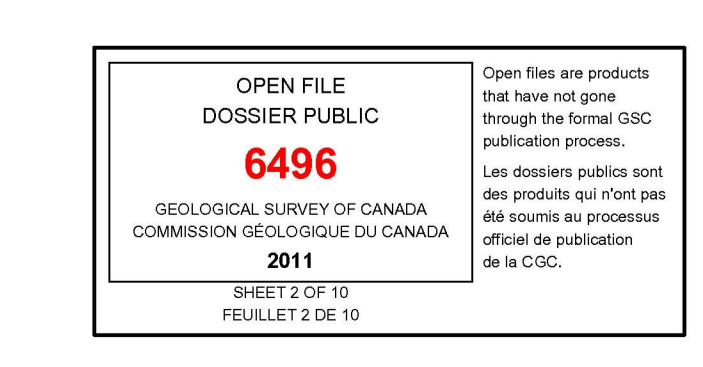 OPEN FILE
DOSSIER PUBLIC
6496
GEOLOGICAL SURVEY OF CANADA
COMMISSION GÉOLOGIQUE DU CANADA
2011
SHEET 2 OF 10
FEUILLET 2 DE 10
Open files are products
that have not gone
through the formal GSC
publication process.
Les dossiers publics sont
des produits qui n'ont pas
été soumis au processus
officiel de publication
de la CGC.